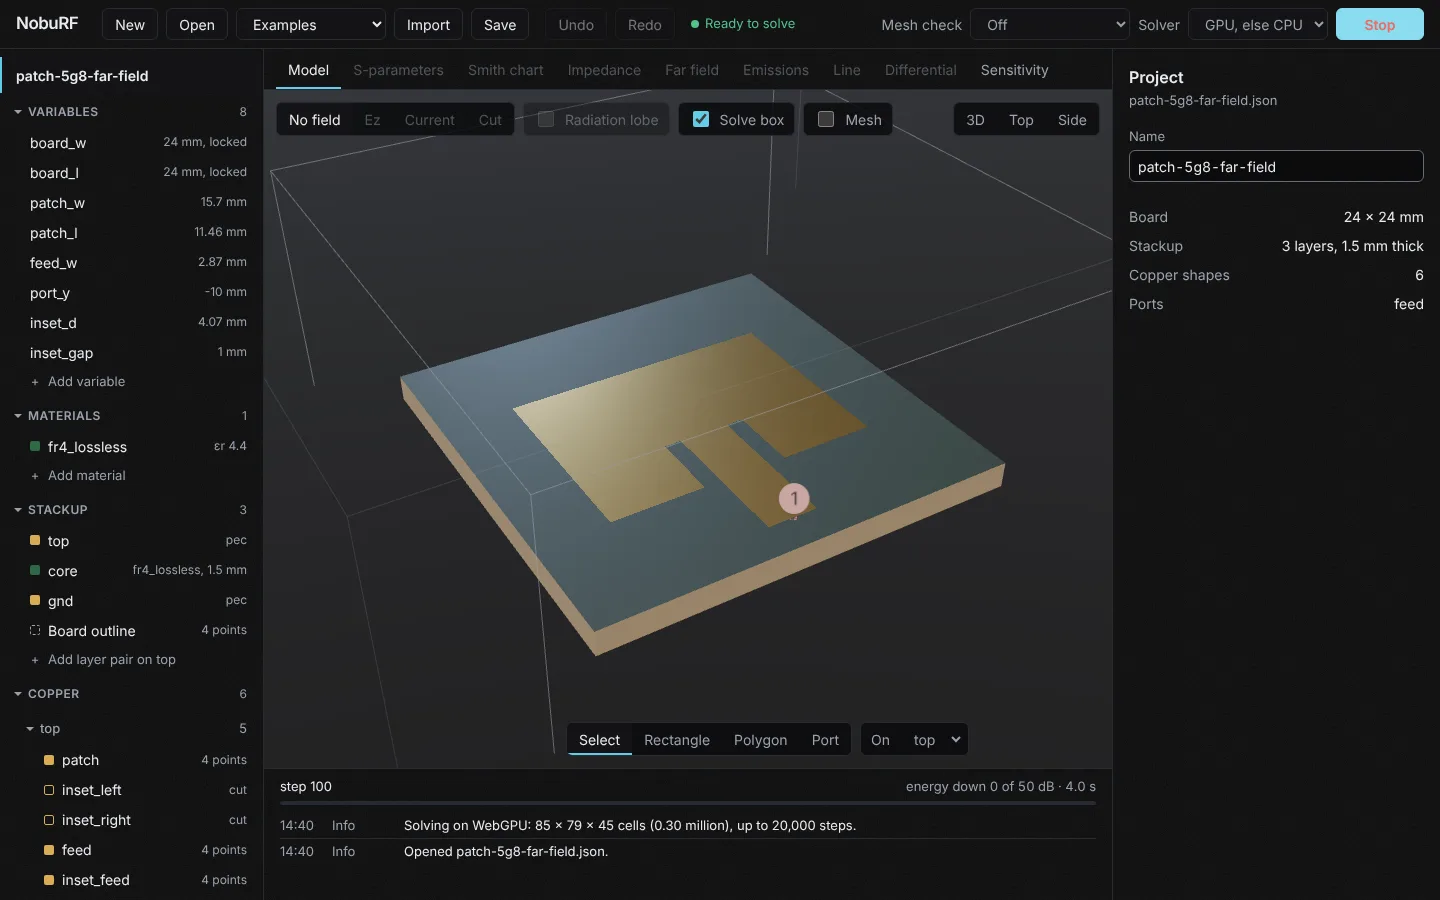 NobuRF New Open Examples Import Save Undo Redo Ready to solve Mesh check Off Solver GPU, else CPU Stop
patch-5g8-far-field
VARIABLES 8
board_w 24 mm, locked
board_l 24 mm, locked
patch_w 15.7 mm
patch_l 11.46 mm
feed_w 2.87 mm
port_y -10 mm
inset_d 4.07 mm
inset_gap 1 mm
+ Add variable
MATERIALS 1
fr4_lossless εr 4.4
+ Add material
STACKUP 3
top pec
core fr4_lossless, 1.5 mm
gnd pec
Board outline 4 points
+ Add layer pair on top
COPPER 6
top 5
patch 4 points
inset_left cut
inset_right cut
feed 4 points
inset_feed 4 points
Model S-parameters Smith chart Impedance Far field Emissions Line Differential Sensitivity
No field Ez Current Cut Radiation lobe Solve box Mesh 3D Top Side
1
Select Rectangle Polygon Port On top
step 100 energy down 0 of 50 dB · 4.0 s
14:40 Info Solving on WebGPU: 85 × 79 × 45 cells (0.30 million), up to 20,000 steps.
14:40 Info Opened patch-5g8-far-field.json.
Project
patch-5g8-far-field.json
Name
patch-5g8-far-field
Board 24 × 24 mm
Stackup 3 layers, 1.5 mm thick
Copper shapes 6
Ports feed